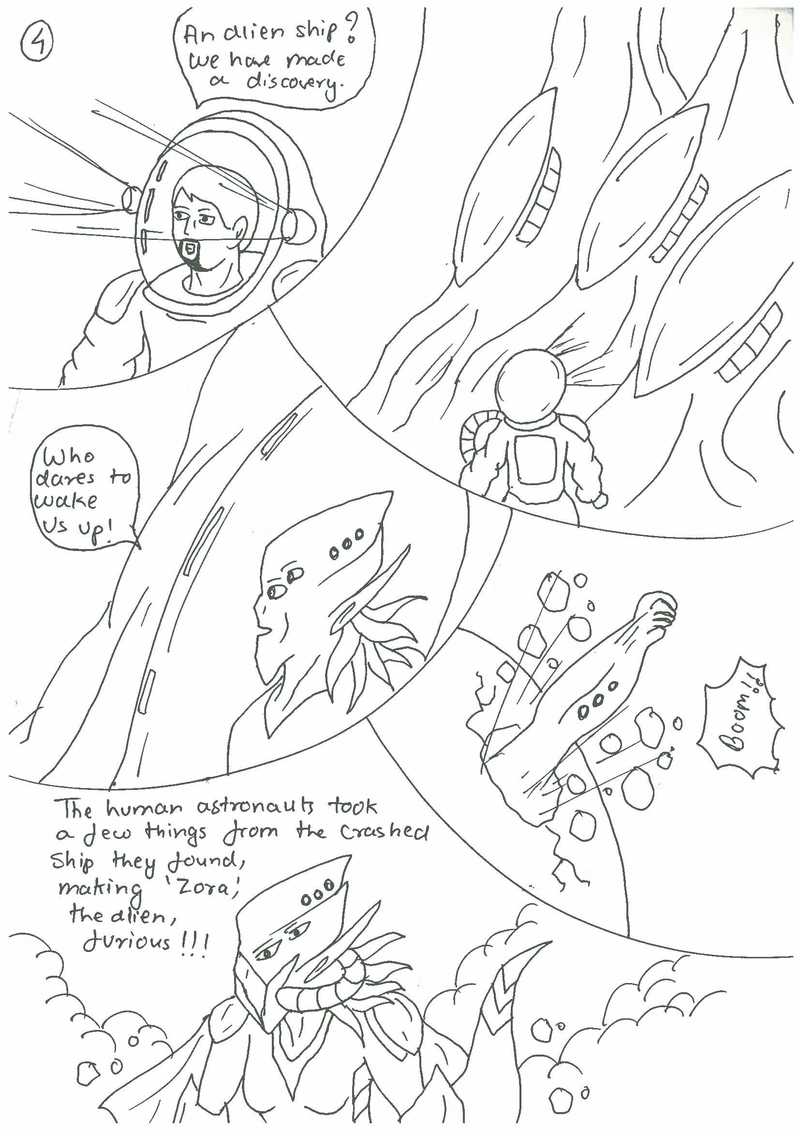 4
An alien ship?
We have made
a discovery.
Who
dares to
wake
us up!
Boom!!
The human astronauts took
a few things from the crashed
ship they found,
making 'Zora',
the alien,
furious !!!